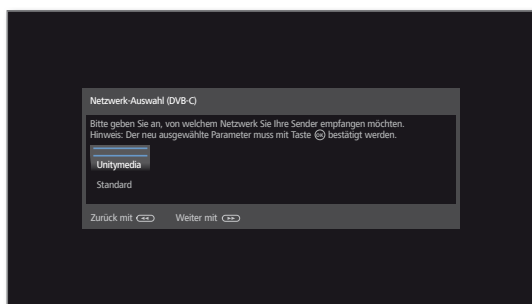 Netzwerk-Auswahl (DVB-C)
Bitte geben Sie an, von welchem Netzwerk Sie Ihre Sender empfangen möchten.
Hinweis: Der neu ausgewählte Parameter muss mit Taste OK bestätigt werden.
Unitymedia
Standard
Zurück mit Weiter mit